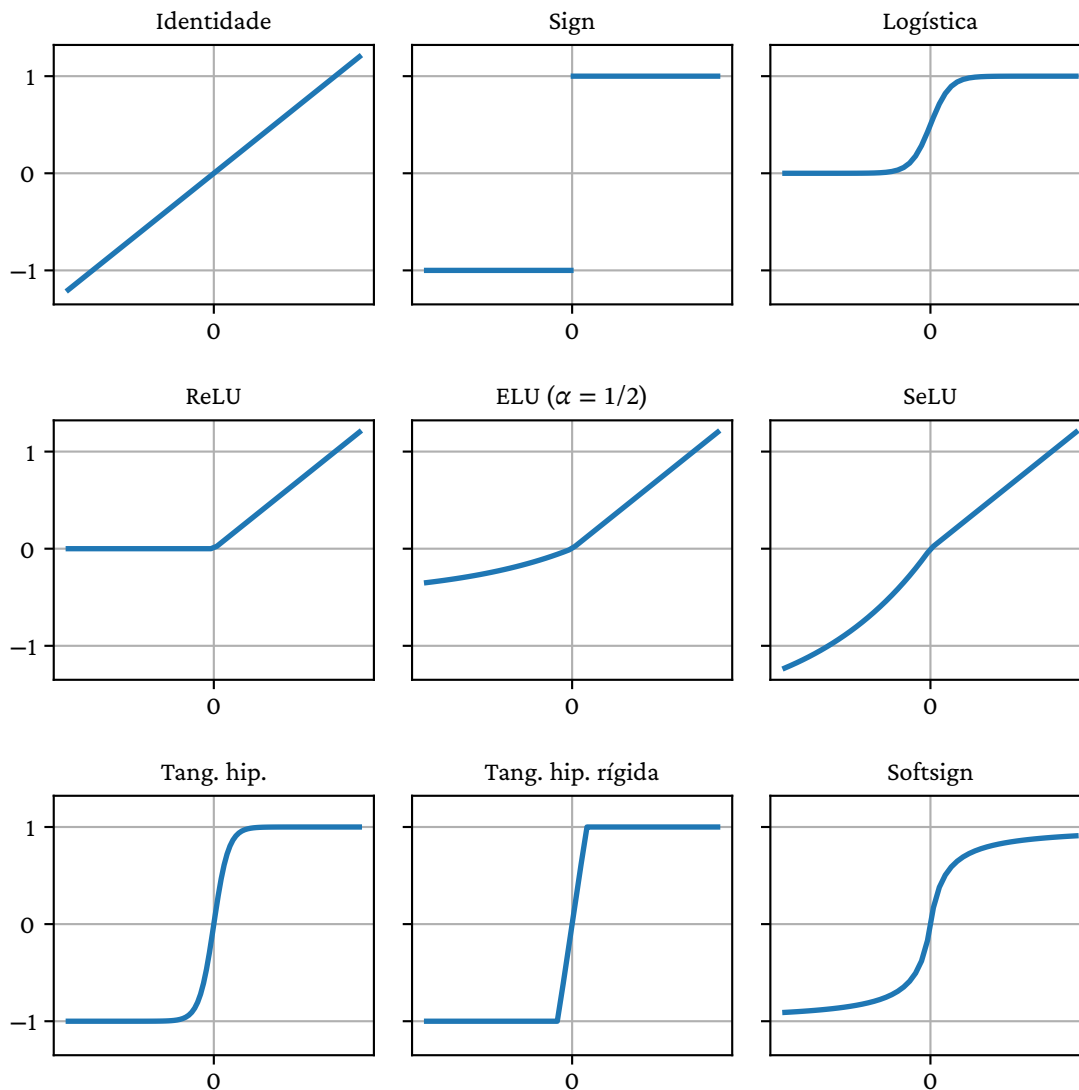 Identidade
Sign
Logística
1
0
−1
0
0
0
ReLU
ELU (α = 1/2)
SeLU
1
0
−1
0
0
0
Tang. hip.
Tang. hip. rígida
Softsign
1
0
−1
0
0
0